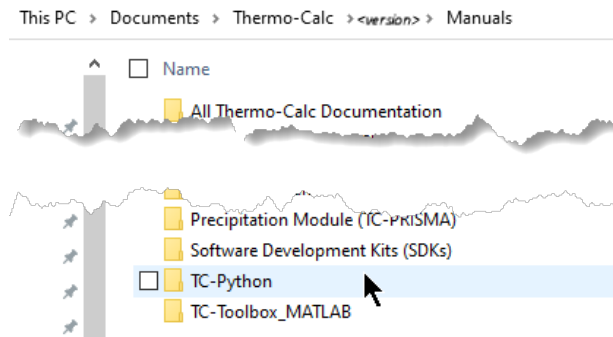 This PC > Documents > Thermo-Calc > <version> > Manuals
Name
All Thermo-Calc Documentation
Precipitation Module (TC-PRISMA)
Software Development Kits (SDKs)
TC-Python
TC-Toolbox_MATLAB